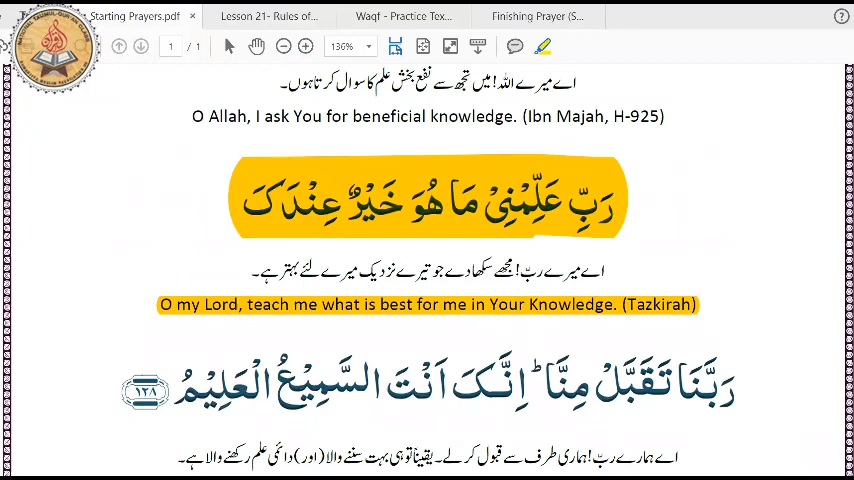 Starting Prayers.pdf × Lesson 21- Rules of... Waqf - Practice Tex... Finishing Prayer (S...
1 / 1 136%
اے میرے اللہ! میں تجھ سے نفع بخش علم کا سوال کرتا ہوں۔
O Allah, I ask You for beneficial knowledge. (Ibn Majah, H-925)
رَبِّ عَلِّمْنِیْ مَا ھُوَ خَیْرٌ عِنْدَکَ
اے میرے ربّ! مجھے سکھا دے جو تیرے نزدیک میرے لئے بہتر ہے۔
O my Lord, teach me what is best for me in Your Knowledge. (Tazkirah)
رَبَّنَا تَقَبَّلْ مِنَّا ؕ اِنَّکَ اَنْتَ السَّمِیْعُ الْعَلِیْمُ ﴿۱۲۸﴾
اے ہمارے ربّ! ہماری طرف سے قبول کر لے۔ یقیناً تو ہی بہت سننے والا (اور) دائمی علم رکھنے والا ہے۔